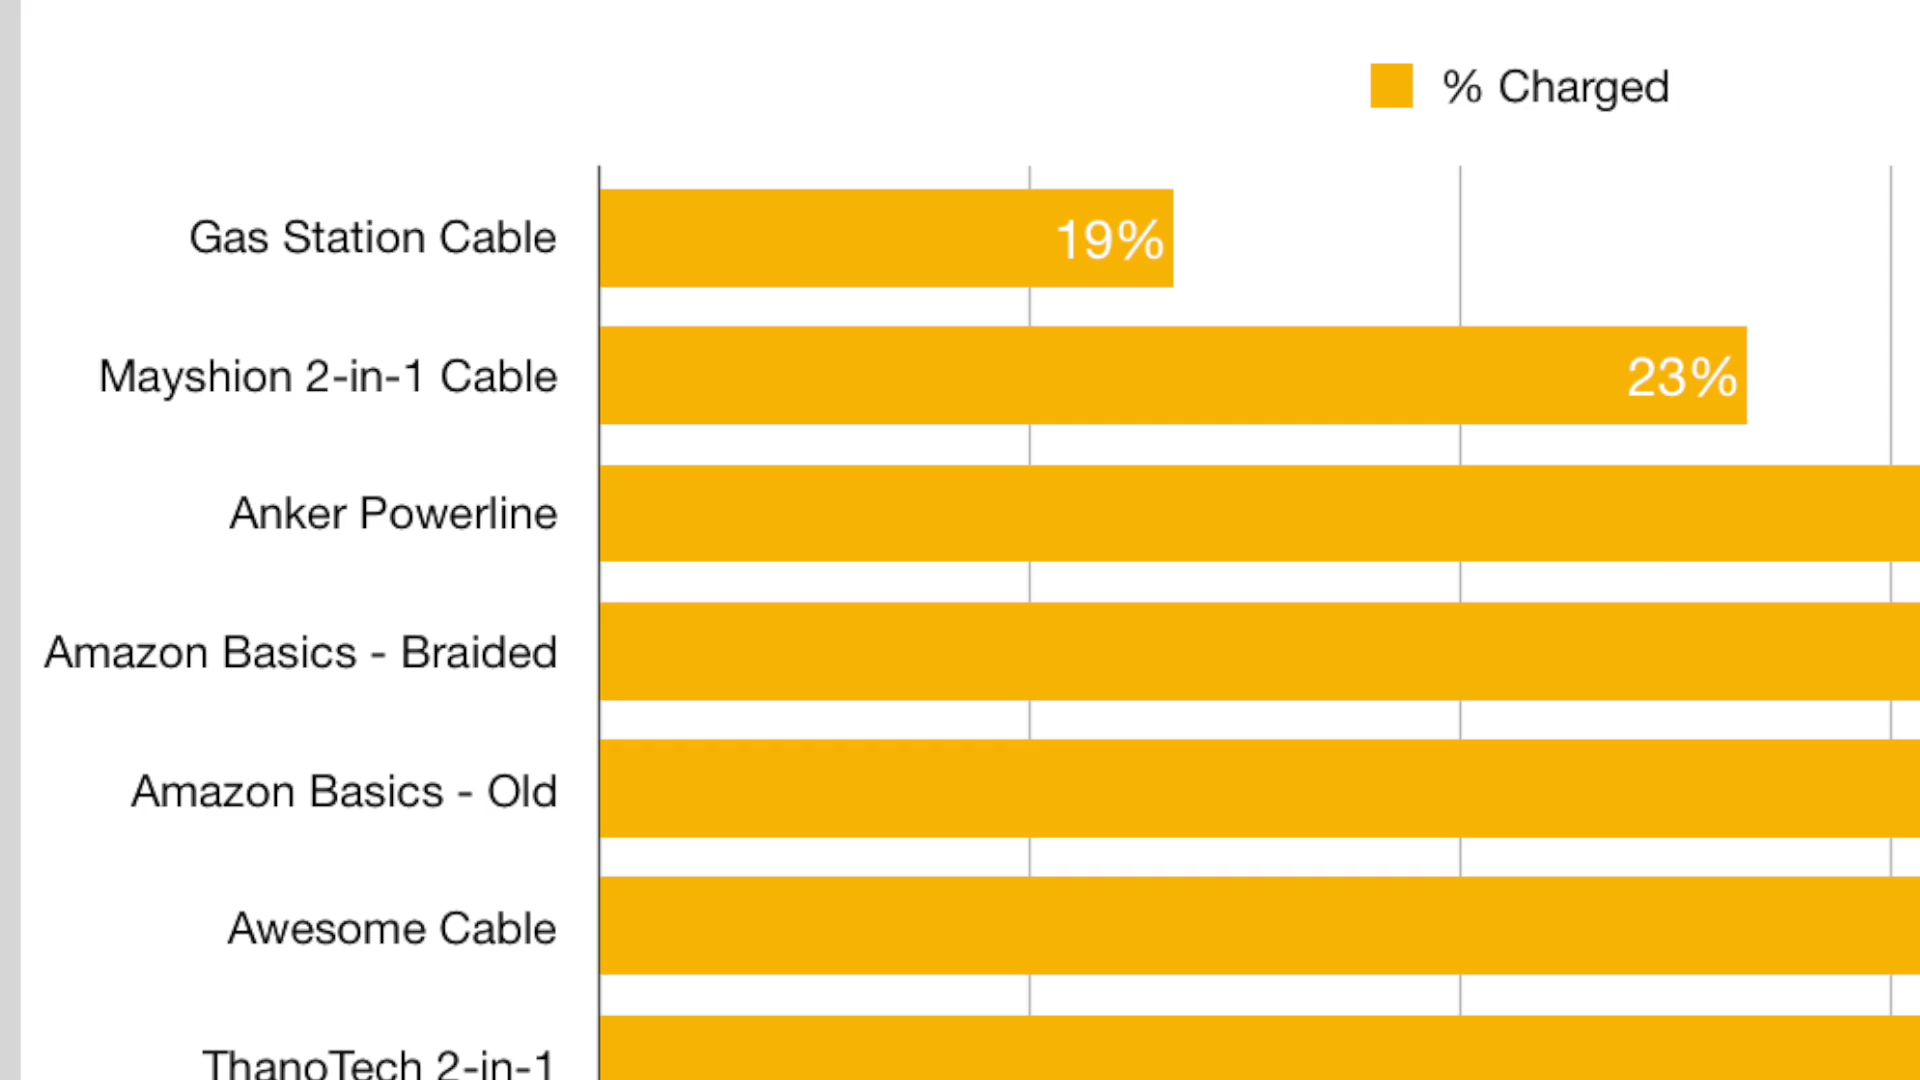 % Charged
Gas Station Cable
19%
Mayshion 2-in-1 Cable
23%
Anker Powerline
Amazon Basics - Braided
Amazon Basics - Old
Awesome Cable
ThanoTech 2-in-1